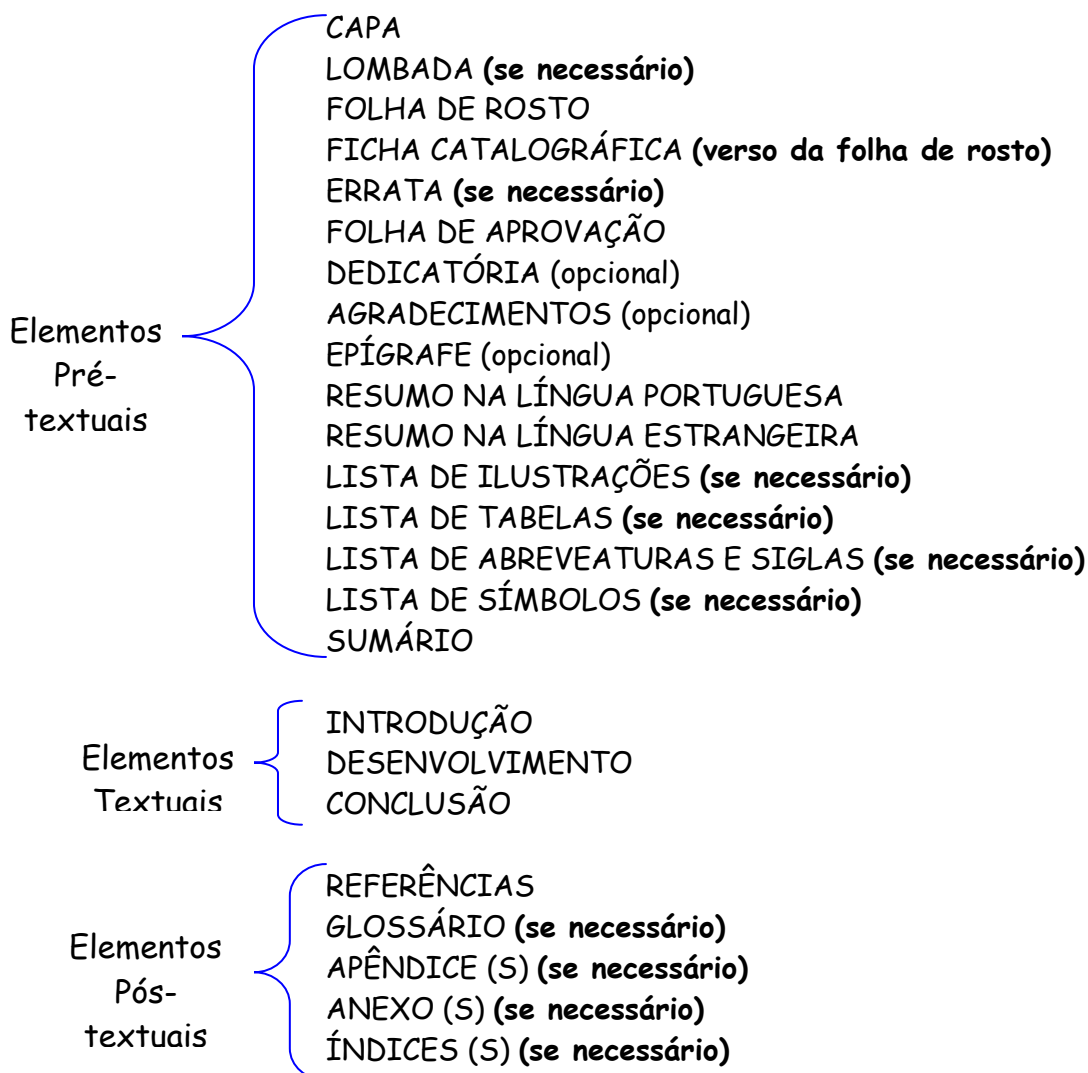 CAPA
LOMBADA (se necessário)
FOLHA DE ROSTO
FICHA CATALOGRÁFICA (verso da folha de rosto)
ERRATA (se necessário)
FOLHA DE APROVAÇÃO
DEDICATÓRIA (opcional)
AGRADECIMENTOS (opcional)
EPÍGRAFE (opcional)
RESUMO NA LÍNGUA PORTUGUESA
RESUMO NA LÍNGUA ESTRANGEIRA
LISTA DE ILUSTRAÇÕES (se necessário)
LISTA DE TABELAS (se necessário)
LISTA DE ABREVEATURAS E SIGLAS (se necessário)
LISTA DE SÍMBOLOS (se necessário)
SUMÁRIO
Elementos
Pré-
textuais
INTRODUÇÃO
DESENVOLVIMENTO
CONCLUSÃO
Elementos
Textuais
REFERÊNCIAS
GLOSSÁRIO (se necessário)
APÊNDICE (S) (se necessário)
ANEXO (S) (se necessário)
ÍNDICES (S) (se necessário)
Elementos
Pós-
textuais